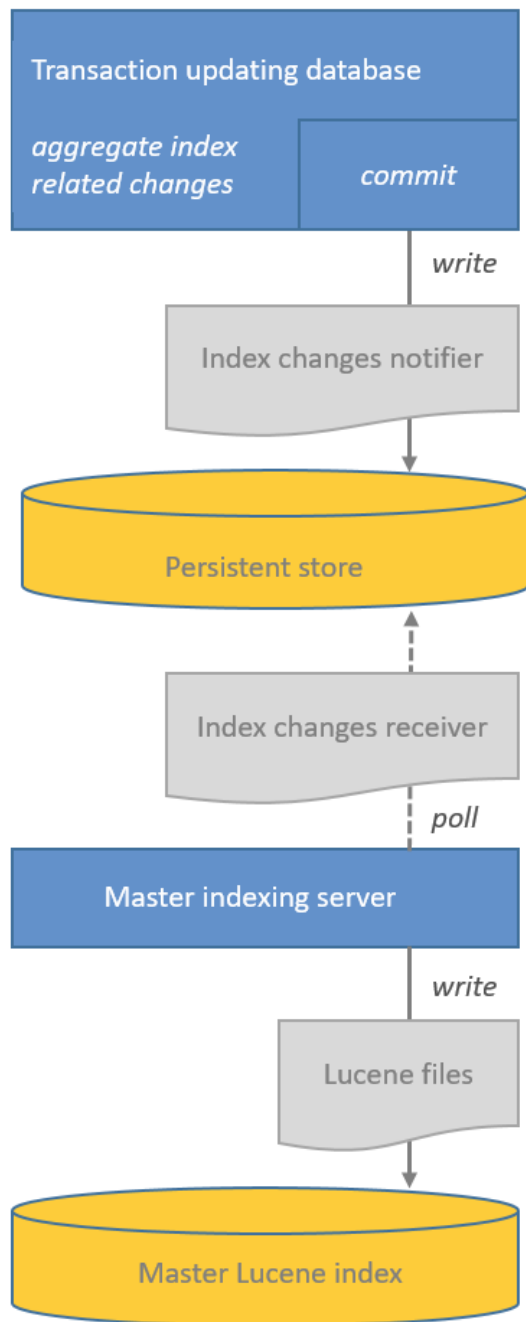 Transaction updating database
aggregate index
related changes
commit
write
Index changes notifier
Persistent store
Index changes receiver
poll
Master indexing server
write
Lucene files
Master Lucene index